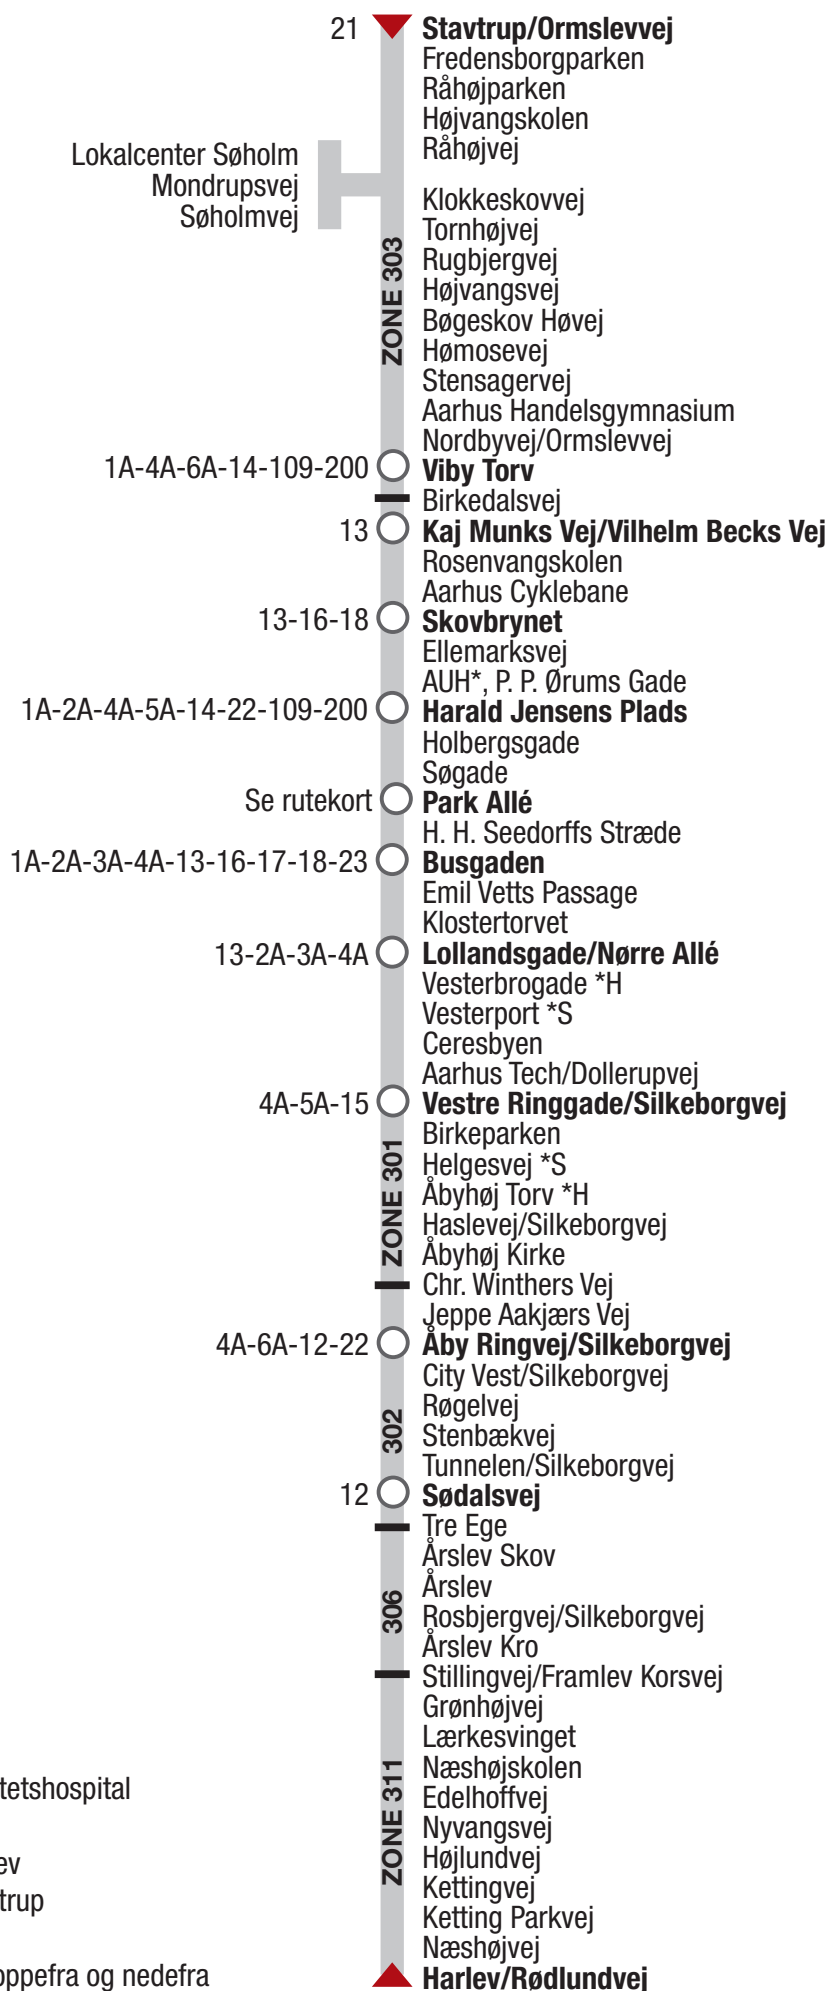 21 Stavtrup/Ormslevvej
Fredensborgparken
Råhøjparken
Højvangskolen
Råhøjvej
Lokalcenter Søholm
Mondrupsvej
Søholmvej
Klokkeskovvej
Tornhøjvej
Rugbjergvej
Højvangsvej
Bøgeskov Høvej
Hømosevej
Stensagervej
Aarhus Handelsgymnasium
Nordbyvej/Ormslevvej
ZONE 303
1A-4A-6A-14-109-200 Viby Torv
Birkedalsvej
13 Kaj Munks Vej/Vilhelm Becks Vej
Rosenvangskolen
Aarhus Cyklebane
13-16-18 Skovbrynet
Ellemarksvej
AUH*, P. P. Ørums Gade
1A-2A-4A-5A-14-22-109-200 Harald Jensens Plads
Holbergsgade
Søgade
Se rutekort Park Allé
H. H. Seedorffs Stræde
1A-2A-3A-4A-13-16-17-18-23 Busgaden
Emil Vetts Passage
Klostertorvet
13-2A-3A-4A Lollandsgade/Nørre Allé
Vesterbrogade *H
Vesterport *S
Ceresbyen
Aarhus Tech/Dollerupvej
4A-5A-15 Vestre Ringgade/Silkeborgvej
Birkeparken
Helgesvej *S
Åbyhøj Torv *H
Haslevej/Silkeborgvej
Åbyhøj Kirke
ZONE 301
Chr. Winthers Vej
Jeppe Aakjærs Vej
4A-6A-12-22 Åby Ringvej/Silkeborgvej
City Vest/Silkeborgvej
Røgelvej
Stenbækvej
Tunnelen/Silkeborgvej
302
12 Sødalsvej
Tre Ege
Årslev Skov
Årslev
Rosbjergvej/Silkeborgvej
Årslev Kro
306
Stillingvej/Framlev Korsvej
Grønhøjvej
Lærkesvinget
Næshøjskolen
Edelhoffvej
Nyvangsvej
Højlundvej
Kettingvej
Ketting Parkvej
Næshøjvej
ZONE 311
Harlev/Rødlundvej
tetshospital
ev
trup
oppefra og nedefra